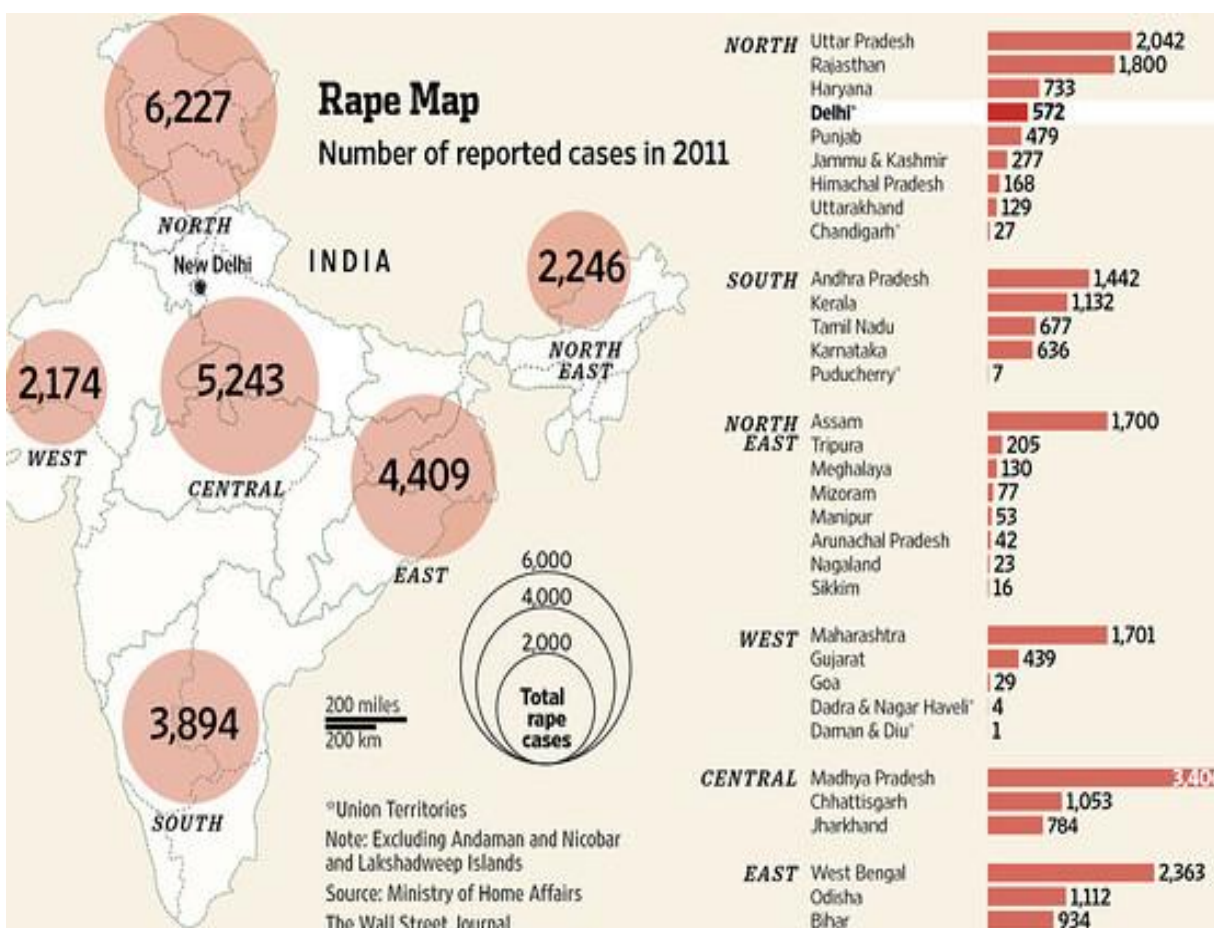 6,227
NORTH
New Delhi
Rape Map
Number of reported cases in 2011
INDIA
2,246
NORTH
EAST
2,174
WEST
5,243
CENTRAL
4,409
EAST
3,894
SOUTH
6,000
4,000
2,000
Total
rape
cases
200 miles
200 km
*Union Territories
Note: Excluding Andaman and Nicobar
and Lakshadweep Islands
Source: Ministry of Home Affairs
The Wall Street Journal
NORTH Uttar Pradesh 2,042
Rajasthan 1,800
Haryana 733
Delhi* 572
Punjab 479
Jammu & Kashmir 277
Himachal Pradesh 168
Uttarakhand 129
Chandigarh* 27
SOUTH Andhra Pradesh 1,442
Kerala 1,132
Tamil Nadu 677
Karnataka 636
Puducherry* 7
NORTH Assam 1,700
EAST Tripura 205
Meghalaya 130
Mizoram 77
Manipur 53
Arunachal Pradesh 42
Nagaland 23
Sikkim 16
WEST Maharashtra 1,701
Gujarat 439
Goa 29
Dadra & Nagar Haveli* 4
Daman & Diu* 1
CENTRAL Madhya Pradesh
Chhattisgarh 1,053
Jharkhand 784
EAST West Bengal 2,363
Odisha 1,112
Bihar 934